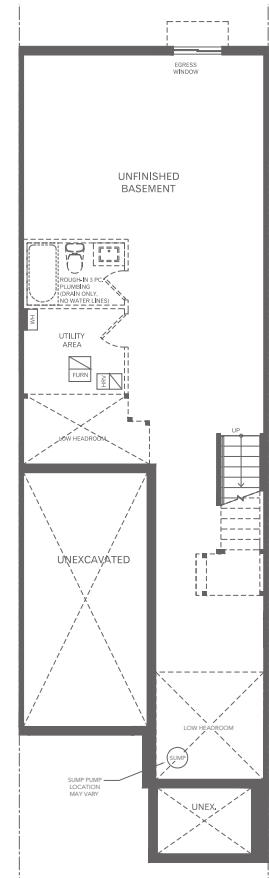 EGRESS
WINDOW
UNFINISHED
BASEMENT
ROUGH-IN 3 PC.
PLUMBING
(DRAIN ONLY,
NO WATER LINES)
WH
UTILITY
AREA
FURN
HRV
LOW HEADROOM
UP
UNEXCAVATED
LOW HEADROOM
SUMP
SUMP PUMP
LOCATION
MAY VARY
UNEX.